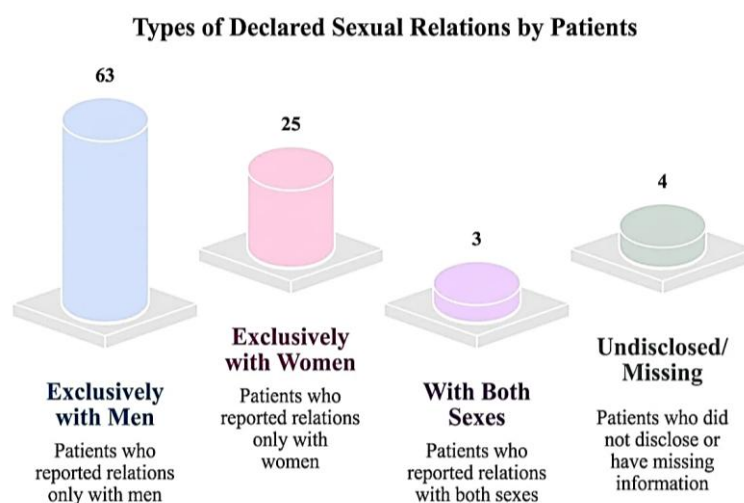 Types of Declared Sexual Relations by Patients
63
Exclusively
with Men
Patients who
reported relations
only with men
25
Exclusively
with Women
Patients who
reported relations
only with
women
3
With Both
Sexes
Patients who
reported relations
with both sexes
4
Undisclosed/
Missing
Patients who did
not disclose or
have missing
information